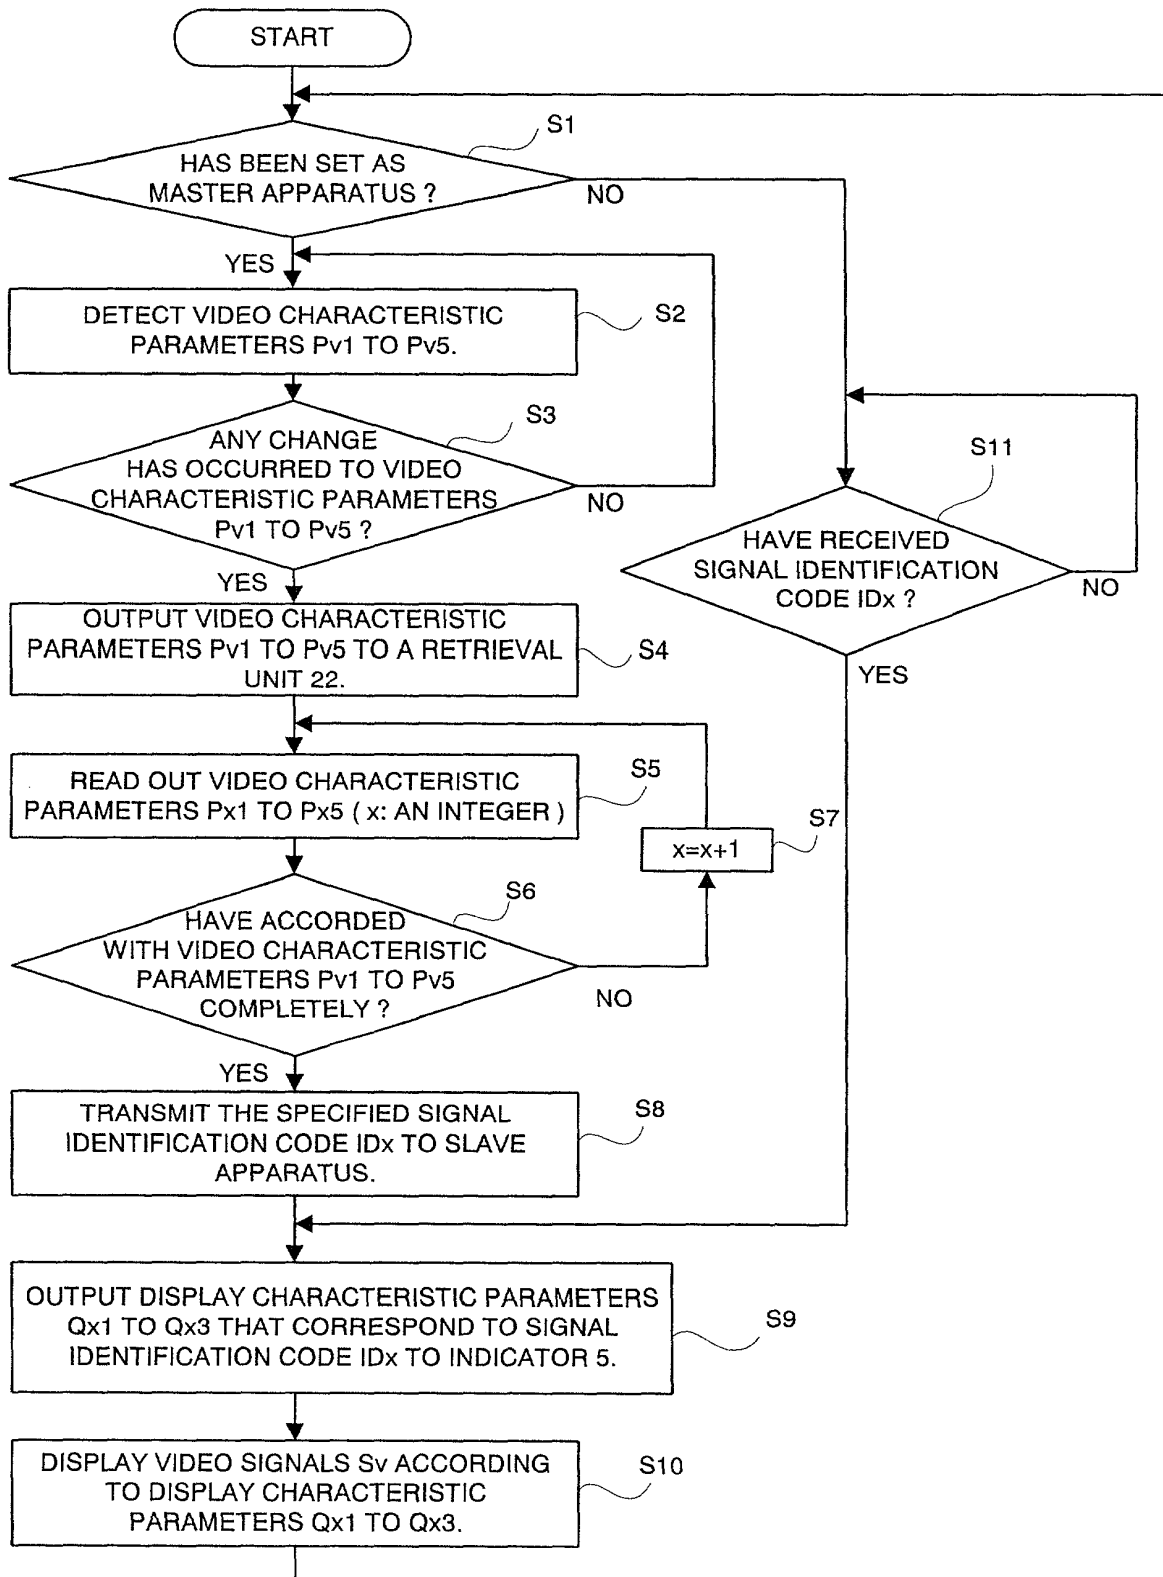 START
S1
HAS BEEN SET AS
MASTER APPARATUS ?
NO
YES
DETECT VIDEO CHARACTERISTIC
PARAMETERS Pv1 TO Pv5.
S2
ANY CHANGE
HAS OCCURRED TO VIDEO
CHARACTERISTIC PARAMETERS
Pv1 TO Pv5 ?
S3
NO
YES
S11
HAVE RECEIVED
SIGNAL IDENTIFICATION
CODE IDx ?
NO
YES
OUTPUT VIDEO CHARACTERISTIC
PARAMETERS Pv1 TO Pv5 TO A RETRIEVAL
UNIT 22.
S4
READ OUT VIDEO CHARACTERISTIC
PARAMETERS Px1 TO Px5 ( x: AN INTEGER )
S5
x=x+1
S7
HAVE ACCORDED
WITH VIDEO CHARACTERISTIC
PARAMETERS Pv1 TO Pv5
COMPLETELY ?
S6
NO
YES
TRANSMIT THE SPECIFIED SIGNAL
IDENTIFICATION CODE IDx TO SLAVE
APPARATUS.
S8
OUTPUT DISPLAY CHARACTERISTIC PARAMETERS
Qx1 TO Qx3 THAT CORRESPOND TO SIGNAL
IDENTIFICATION CODE IDx TO INDICATOR 5.
S9
DISPLAY VIDEO SIGNALS Sv ACCORDING
TO DISPLAY CHARACTERISTIC
PARAMETERS Qx1 TO Qx3.
S10